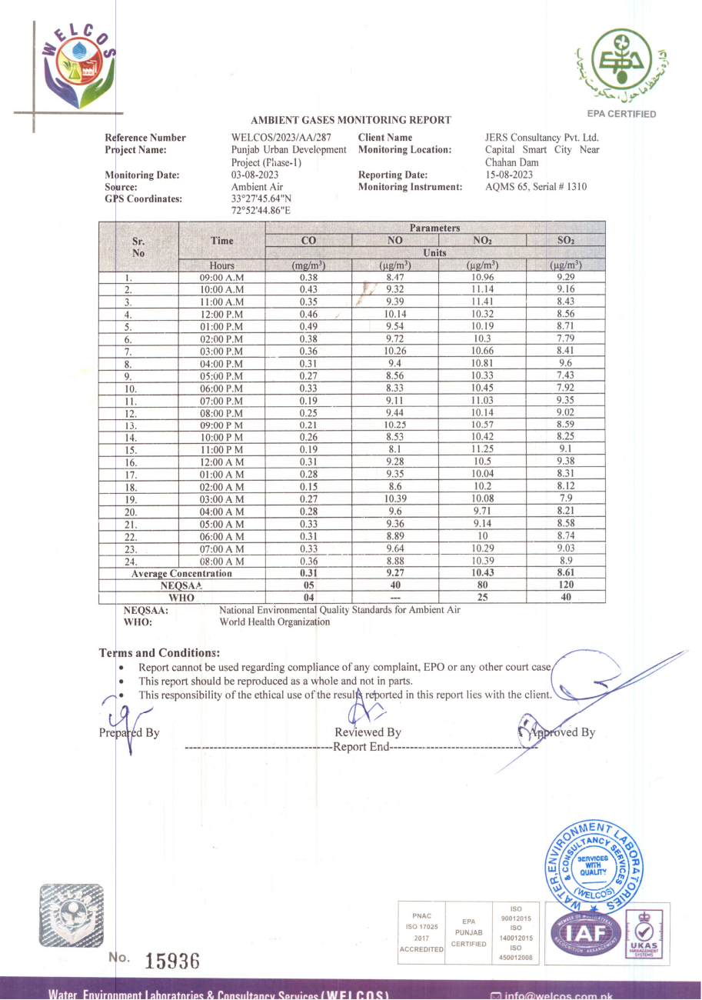 WELCOS
ادارہ تحفظ ماحول، حکومت پنجاب
EPA
EPA CERTIFIED
AMBIENT GASES MONITORING REPORT
Reference Number WELCOS/2023/AA/287 Client Name JERS Consultancy Pvt. Ltd.
Project Name: Punjab Urban Development Monitoring Location: Capital Smart City Near
Project (Phase-1) Chahan Dam
Monitoring Date: 03-08-2023 Reporting Date: 15-08-2023
Source: Ambient Air Monitoring Instrument: AQMS 65, Serial # 1310
GPS Coordinates: 33°27'45.64"N
72°52'44.86"E
Parameters
Sr. No Time CO NO NO₂ SO₂
Units
Hours (mg/m³) (µg/m³) (µg/m³) (µg/m³)
1. 09:00 A.M 0.38 8.47 10.96 9.29
2. 10:00 A.M 0.43 9.32 11.14 9.16
3. 11:00 A.M 0.35 9.39 11.41 8.43
4. 12:00 P.M 0.46 10.14 10.32 8.56
5. 01:00 P.M 0.49 9.54 10.19 8.71
6. 02:00 P.M 0.38 9.72 10.3 7.79
7. 03:00 P.M 0.36 10.26 10.66 8.41
8. 04:00 P.M 0.31 9.4 10.81 9.6
9. 05:00 P.M 0.27 8.56 10.33 7.43
10. 06:00 P.M 0.33 8.33 10.45 7.92
11. 07:00 P.M 0.19 9.11 11.03 9.35
12. 08:00 P.M 0.25 9.44 10.14 9.02
13. 09:00 P M 0.21 10.25 10.57 8.59
14. 10:00 P M 0.26 8.53 10.42 8.25
15. 11:00 P M 0.19 8.1 11.25 9.1
16. 12:00 A M 0.31 9.28 10.5 9.38
17. 01:00 A M 0.28 9.35 10.04 8.31
18. 02:00 A M 0.15 8.6 10.2 8.12
19. 03:00 A M 0.27 10.39 10.08 7.9
20. 04:00 A M 0.28 9.6 9.71 8.21
21. 05:00 A M 0.33 9.36 9.14 8.58
22. 06:00 A M 0.31 8.89 10 8.74
23. 07:00 A M 0.33 9.64 10.29 9.03
24. 08:00 A M 0.36 8.88 10.39 8.9
Average Concentration 0.31 9.27 10.43 8.61
NEQSAA 05 40 80 120
WHO 04 --- 25 40
NEQSAA: National Environmental Quality Standards for Ambient Air
WHO: World Health Organization
Terms and Conditions:
• Report cannot be used regarding compliance of any complaint, EPO or any other court case
• This report should be reproduced as a whole and not in parts.
• This responsibility of the ethical use of the results reported in this report lies with the client.
Prepared By Reviewed By Approved By
-----------------------------------Report End-----------------------------------
WATER, ENVIRONMENT LABORATORIES
& CONSULTANCY SERVICES
SERVICES
WITH
QUALITY
(WELCOS)
WELCOS
PNAC
ISO 17025
2017
ACCREDITED
EPA
PUNJAB
CERTIFIED
ISO
90012015
ISO
140012015
ISO
450012008
MEMBER OF MULTILATERAL
IAF
RECOGNITION ARRANGEMENT
UKAS
MANAGEMENT
SYSTEMS
No. 15936
Water, Environment Laboratories & Consultancy Services (WELCOS) info@welcos.com.pk